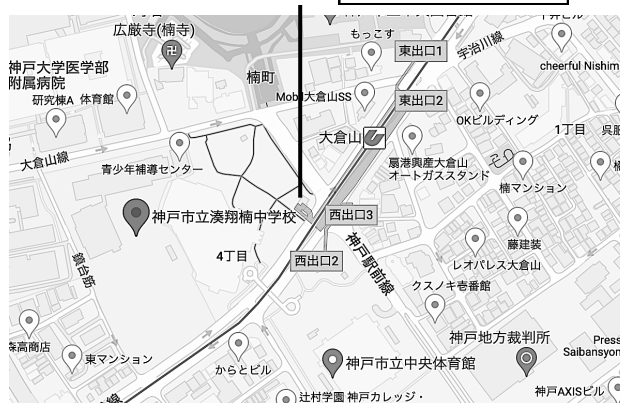 広厳寺(楠寺)
もっこす
東出口1
宇治川線
神戸大学医学部
附属病院
楠町
cheerful Nishim
研究棟A
体育館
Mobil大倉山SS
東出口2
OKビルディング
大倉山
1丁目
大倉山線
青少年補導センター
扇港興産大倉山
オートガススタンド
楠マンション
神戸市立湊翔楠中学校
西出口3
藤建装
4丁目
西出口2
神戸駅前線
レオパレス大倉山
鎮台筋
クスノキ壱番館
森高商店
東マンション
神戸地方裁判所
Press
Saibansyon
からとビル
神戸市立中央体育館
辻村学園 神戸カレッジ・
神戸AXISビル